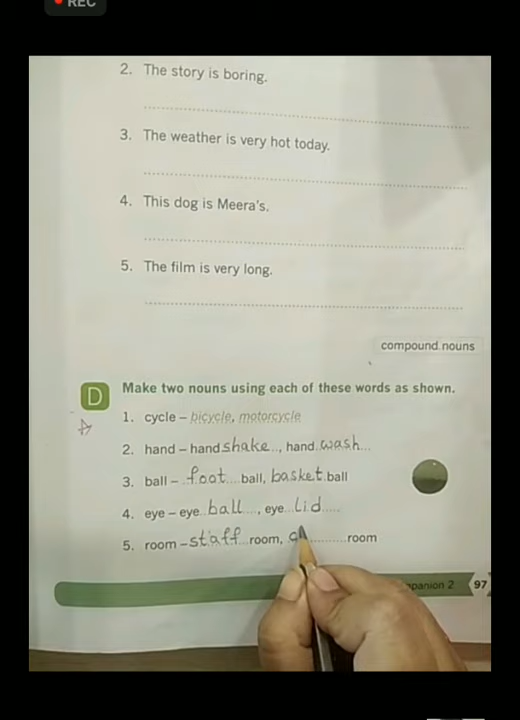 REC
2. The story is boring.
3. The weather is very hot today.
4. This dog is Meera's.
5. The film is very long.
compound nouns
D Make two nouns using each of these words as shown.
1. cycle – bicycle, motorcycle
2. hand – hand shake, hand wash
3. ball – foot ball, basket ball
4. eye – eye ball, eye lid
5. room – staff room, room
panion 2 97